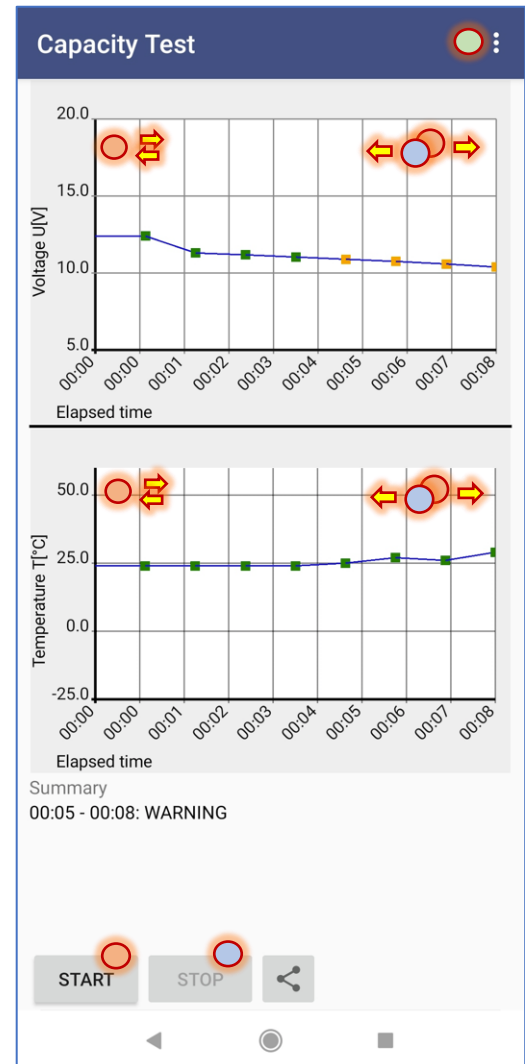 Capacity Test
20.0
15.0
10.0
5.0
Voltage U[V]
00:00 00:00 00:01 00:02 00:03 00:04 00:05 00:06 00:07 00:08
Elapsed time
50.0
25.0
0.0
-25.0
Temperature T[°C]
00:00 00:00 00:01 00:02 00:03 00:04 00:05 00:06 00:07 00:08
Elapsed time
Summary
00:05 - 00:08: WARNING
START STOP